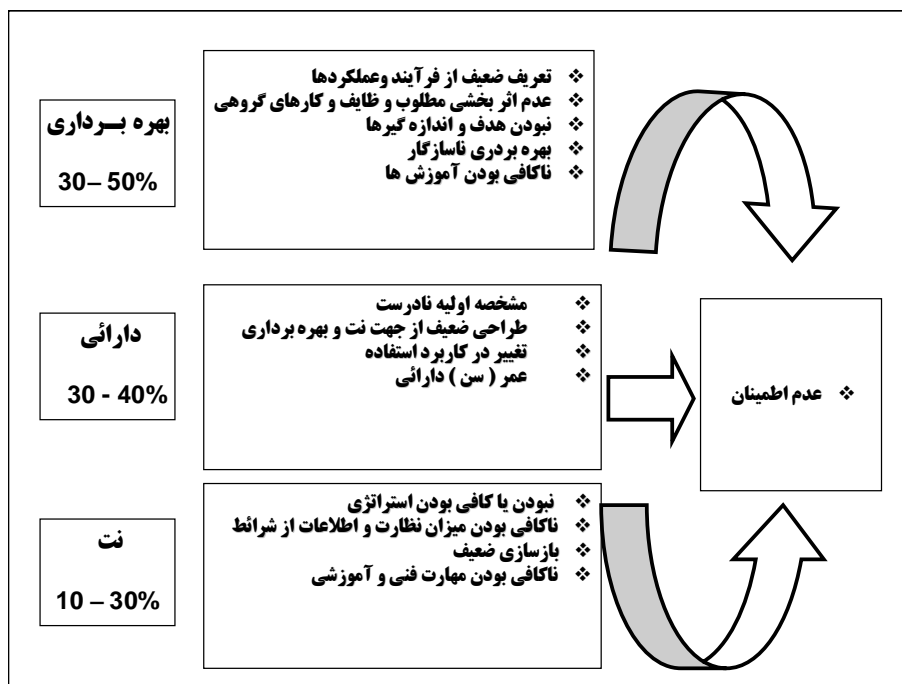 بهره بــرداری
30– 50%
❖ تعریف ضعیف از فرآیند وعملکردها
❖ عدم اثر بخشی مطلوب و ظایف و کارهای گروهی
❖ نبودن هدف و اندازه گیرها
❖ بهره بردری ناسازگار
❖ ناکافی بودن آموزش ها
دارائی
30 - 40%
❖ مشخصه اولیه نادرست
❖ طراحی ضعیف از جهت نت و بهره برداری
❖ تغییر در کاربرد استفاده
❖ عمر ( سن ) دارائی
❖ عدم اطمینان
نت
10 – 30%
❖ نبودن یا کافی بودن استراتژی
❖ ناکافی بودن میزان نظارت و اطلاعات از شرائط
❖ بازسازی ضعیف
❖ ناکافی بودن مهارت فنی و آموزشی